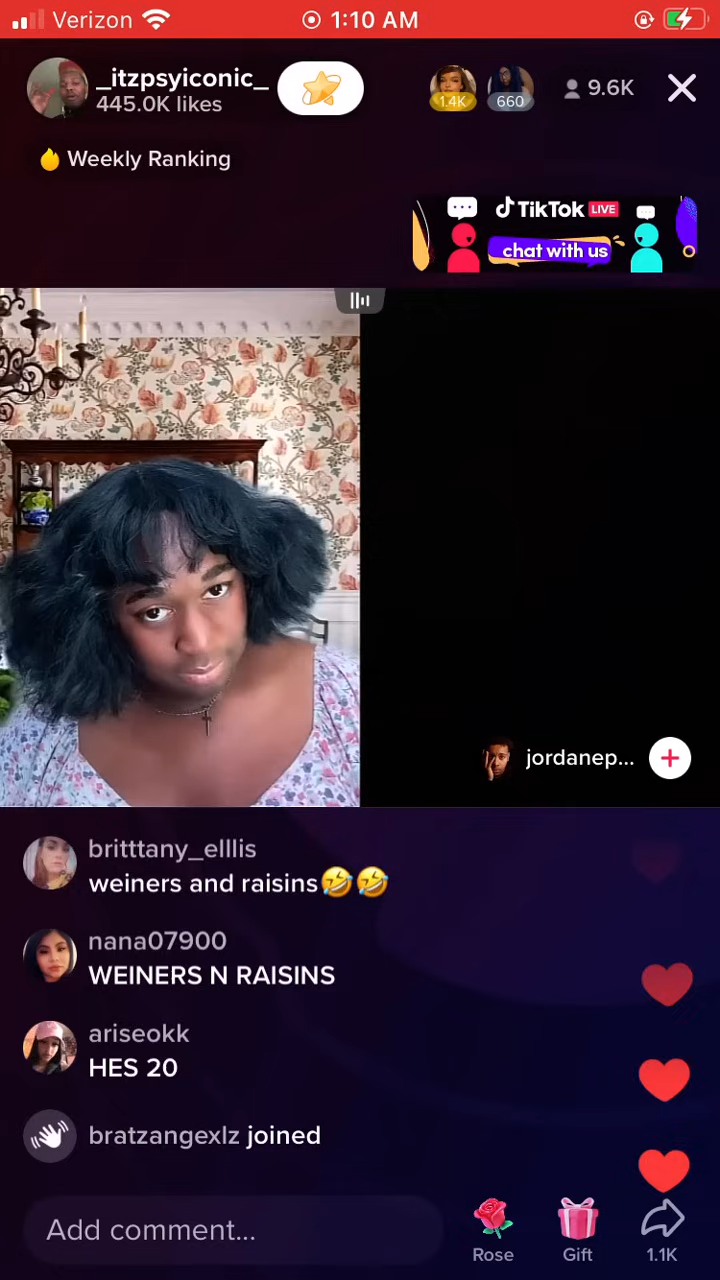 Verizon 1:10 AM
_itzpsyiconic_
445.0K likes
1.4K 660 9.6K
Weekly Ranking
TikTok LIVE
chat with us
jordanep...
britttany_elllis
weiners and raisins🤣🤣
nana07900
WEINERS N RAISINS
ariseokk
HES 20
bratzangexlz joined
Add comment...
Rose Gift 1.1K